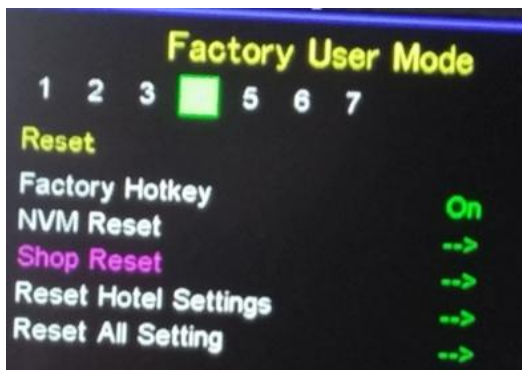 Factory User Mode
1 2 3 4 5 6 7
Reset
Factory Hotkey On
NVM Reset -->
Shop Reset -->
Reset Hotel Settings -->
Reset All Setting -->